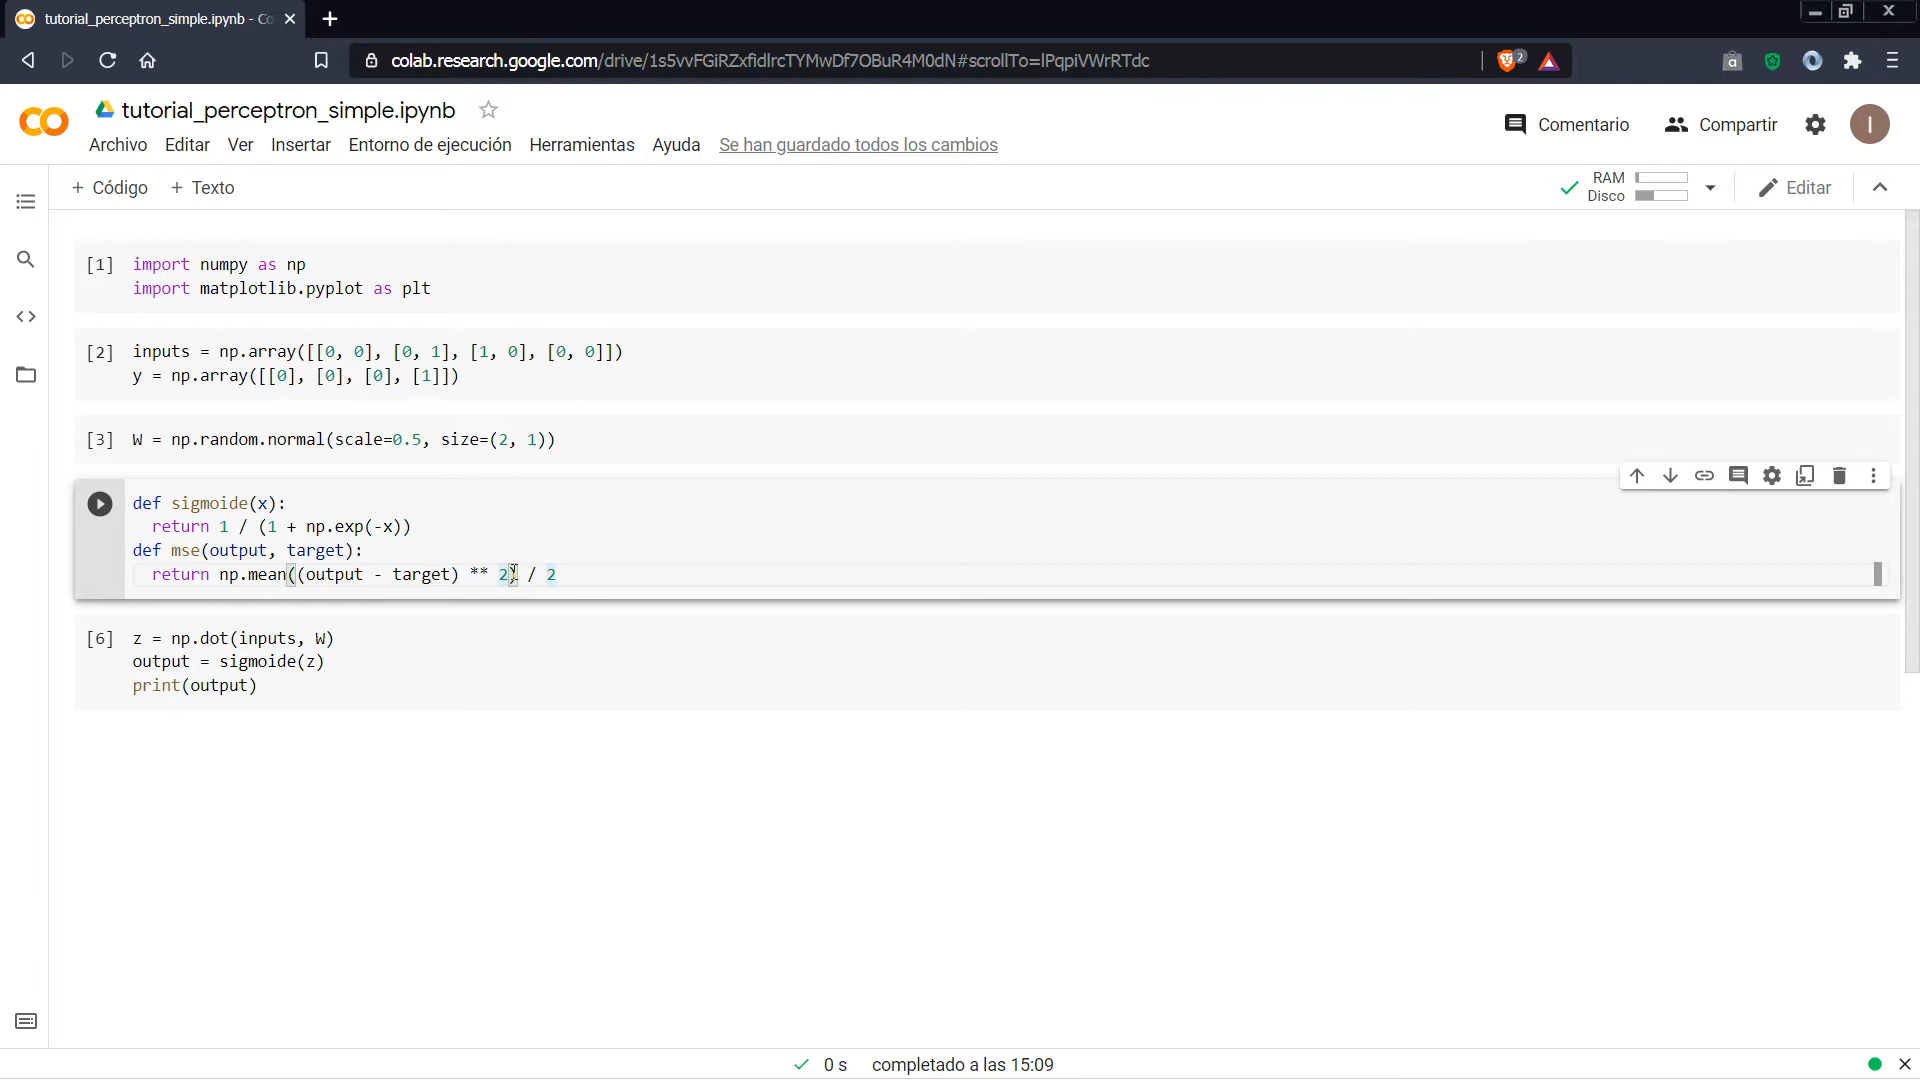 tutorial_perceptron_simple.ipynb - Co
colab.research.google.com/drive/1s5vvFGiRZxfidlrcTYMwDf7OBuR4M0dN#scrollTo=lPqpiVWrRTdc
2
tutorial_perceptron_simple.ipynb
Comentario
Compartir
I
Archivo Editar Ver Insertar Entorno de ejecución Herramientas Ayuda Se han guardado todos los cambios
+ Código + Texto
RAM
Disco
Editar
[1] import numpy as np
import matplotlib.pyplot as plt
[2] inputs = np.array([[0, 0], [0, 1], [1, 0], [0, 0]])
y = np.array([[0], [0], [0], [1]])
[3] W = np.random.normal(scale=0.5, size=(2, 1))
def sigmoide(x):
return 1 / (1 + np.exp(-x))
def mse(output, target):
return np.mean((output - target) ** 2) / 2
[6] z = np.dot(inputs, W)
output = sigmoide(z)
print(output)
0 s completado a las 15:09